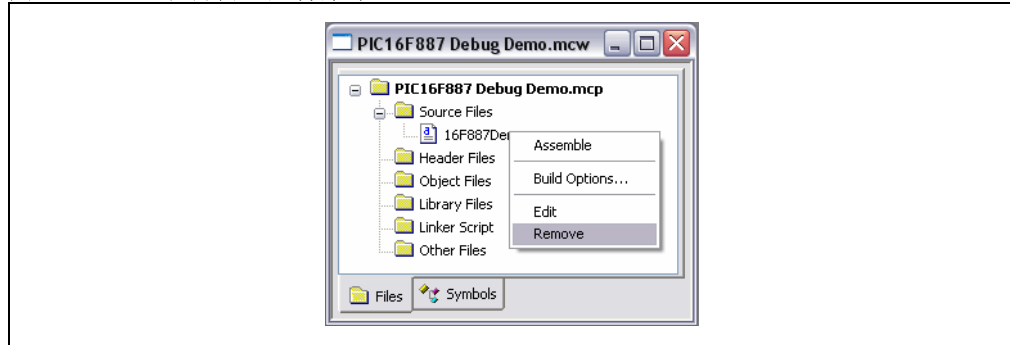 PIC16F887 Debug Demo.mcw
PIC16F887 Debug Demo.mcp
Source Files
Assemble
Header Files
Object Files
Build Options...
Library Files
Edit
Linker Script
Remove
Other Files
Files
Symbols